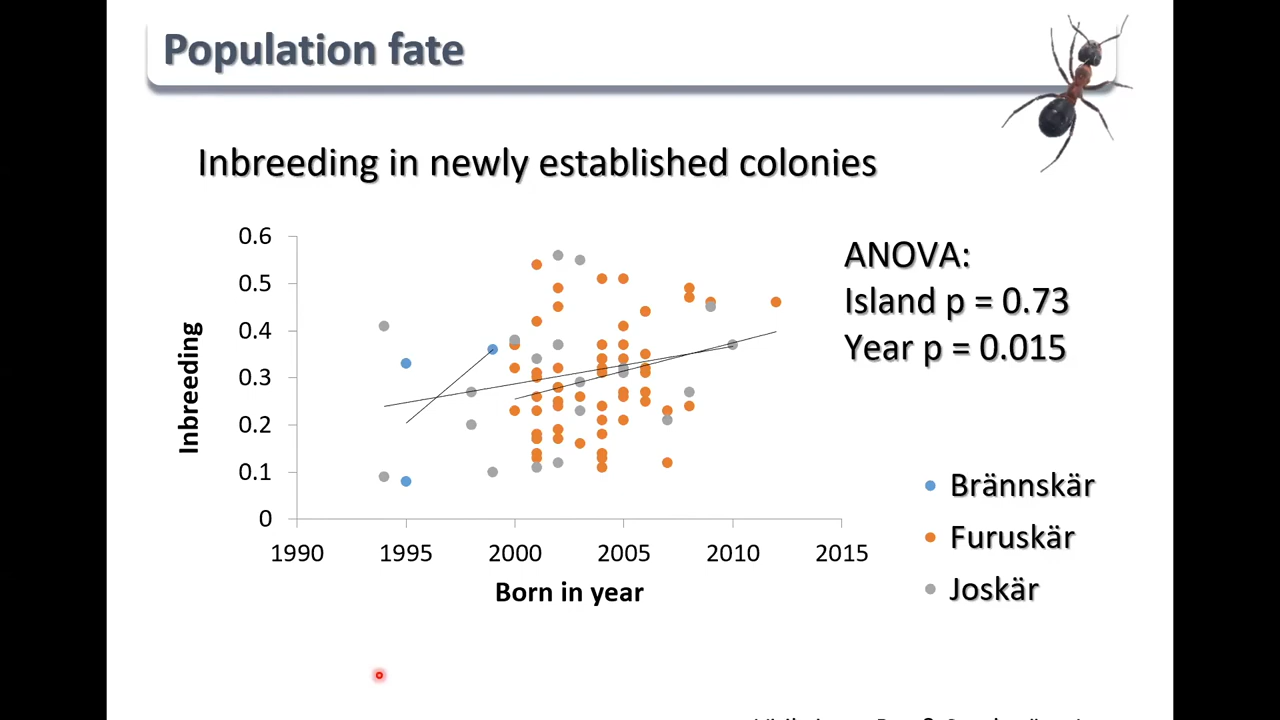 Population fate
Inbreeding in newly established colonies
0.6
0.5
0.4
0.3
0.2
0.1
0
Inbreeding
1990 1995 2000 2005 2010 2015
Born in year
ANOVA:
Island p = 0.73
Year p = 0.015
Brännskär
Furuskär
Joskär